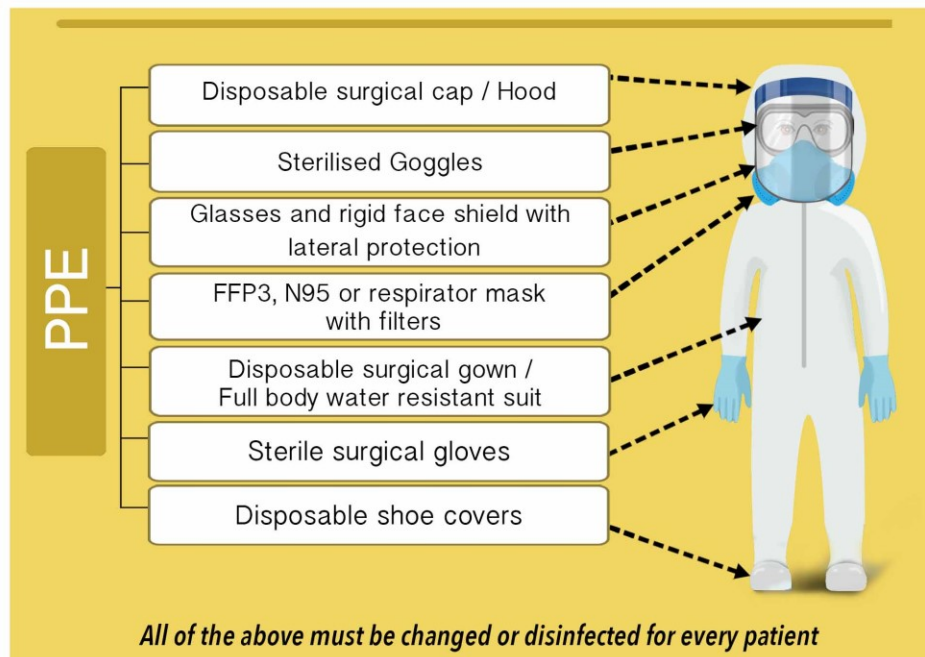 PPE
Disposable surgical cap / Hood
Sterilised Goggles
Glasses and rigid face shield with
lateral protection
FFP3, N95 or respirator mask
with filters
Disposable surgical gown /
Full body water resistant suit
Sterile surgical gloves
Disposable shoe covers
All of the above must be changed or disinfected for every patient